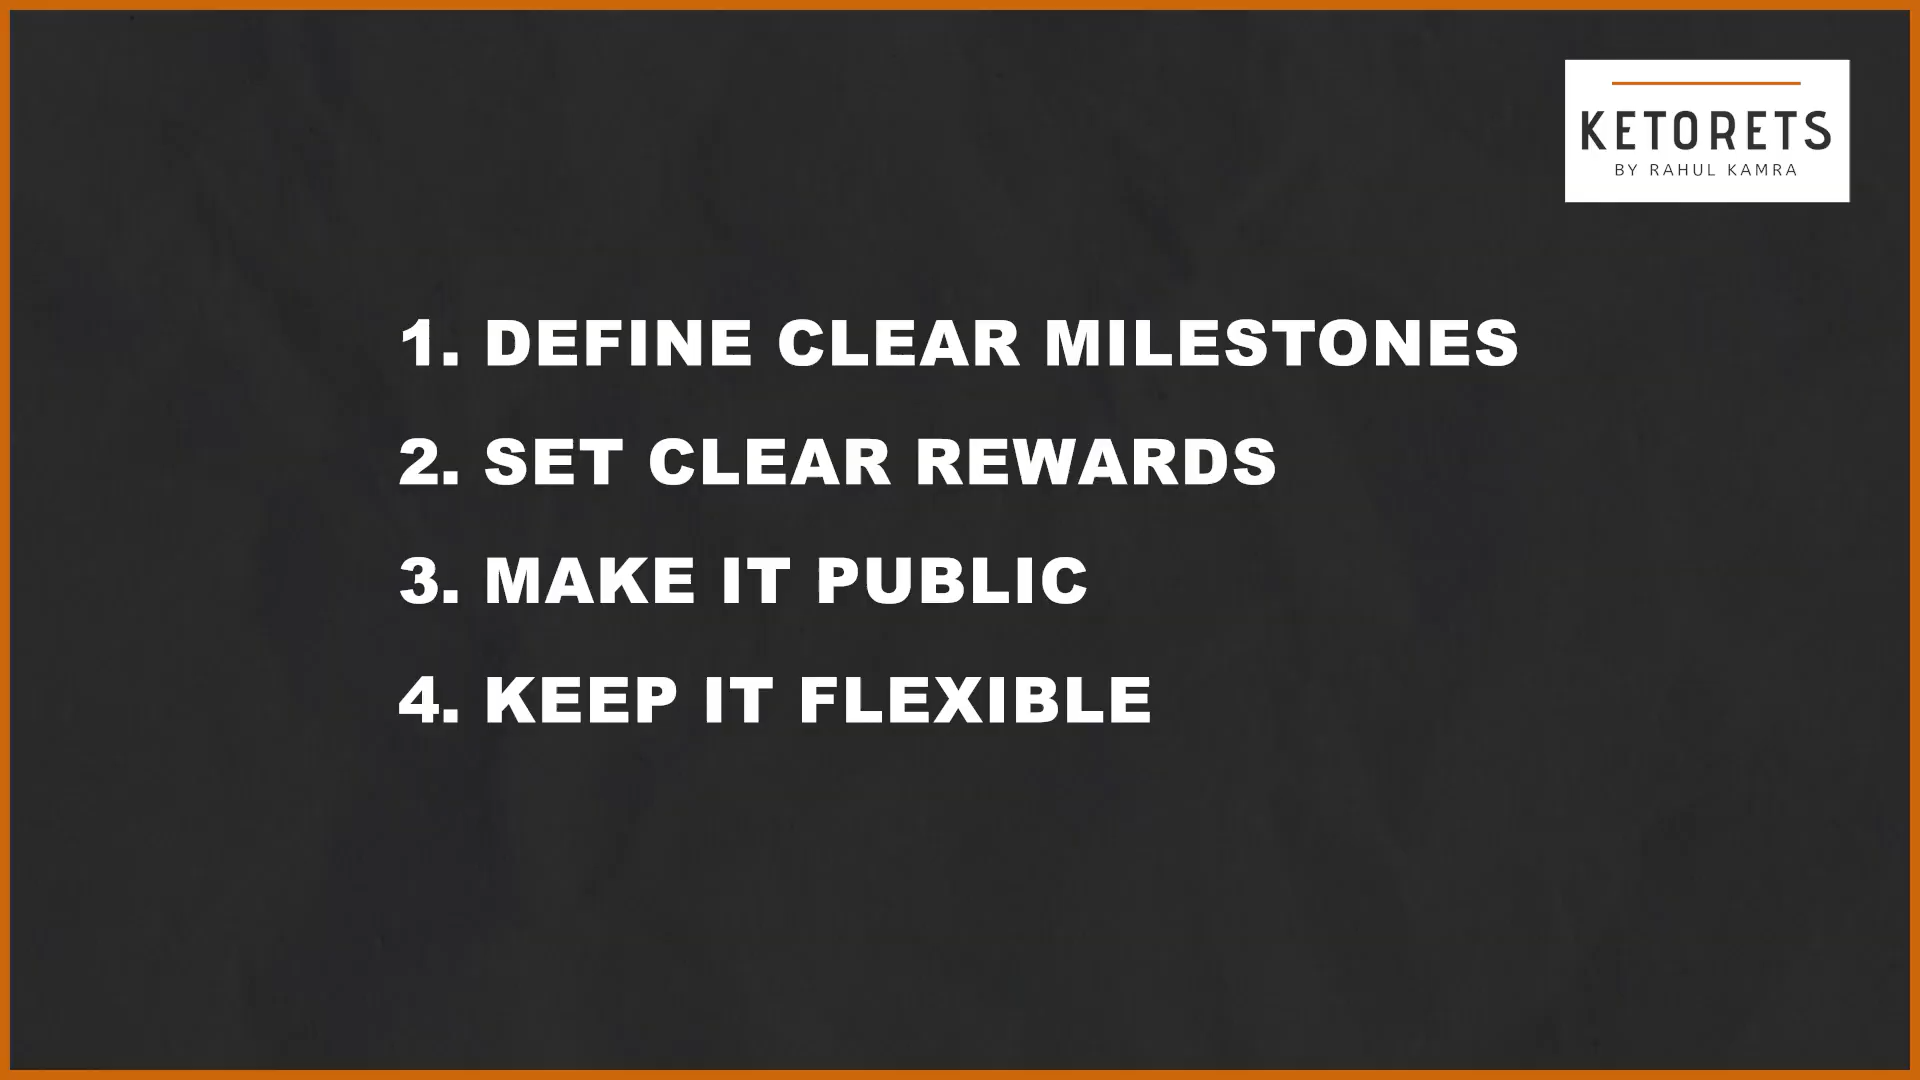 KETORETS
BY RAHUL KAMRA
1. DEFINE CLEAR MILESTONES
2. SET CLEAR REWARDS
3. MAKE IT PUBLIC
4. KEEP IT FLEXIBLE